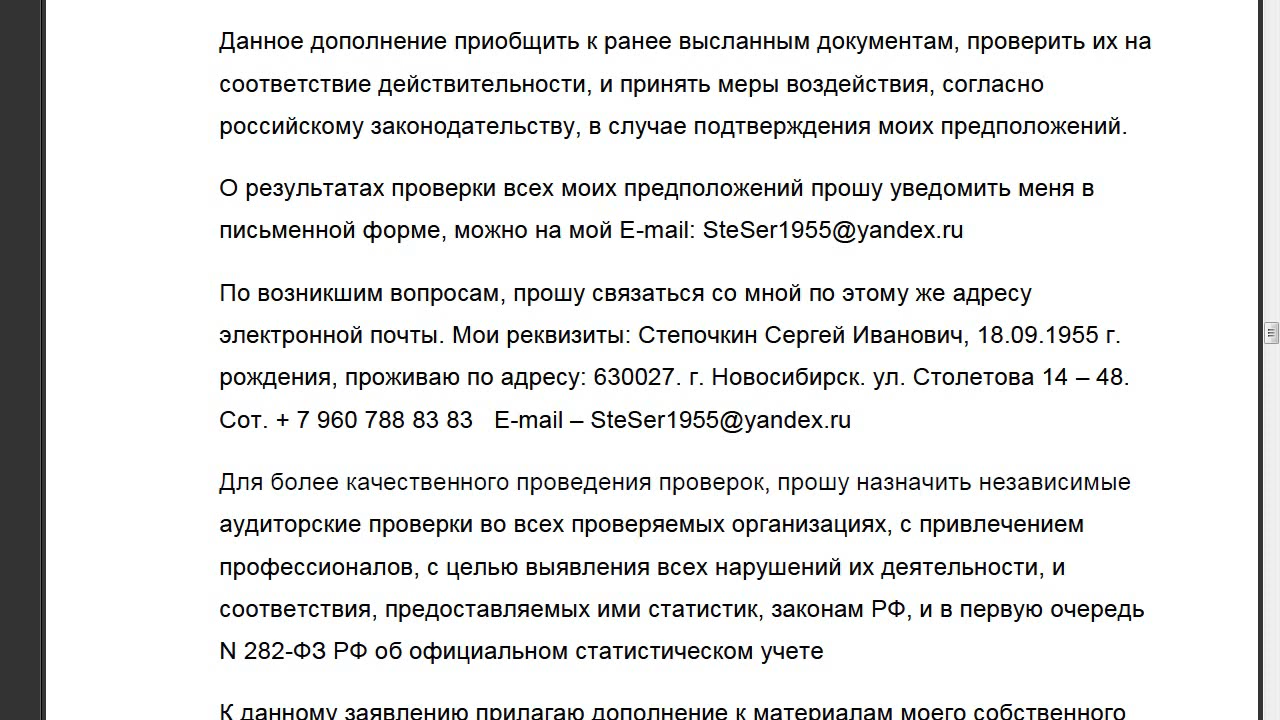 Данное дополнение приобщить к ранее высланным документам, проверить их на
соответствие действительности, и принять меры воздействия, согласно
российскому законодательству, в случае подтверждения моих предположений.
О результатах проверки всех моих предположений прошу уведомить меня в
письменной форме, можно на мой E-mail: SteSer1955@yandex.ru
По возникшим вопросам, прошу связаться со мной по этому же адресу
электронной почты. Мои реквизиты: Степочкин Сергей Иванович, 18.09.1955 г.
рождения, проживаю по адресу: 630027. г. Новосибирск. ул. Столетова 14 – 48.
Сот. + 7 960 788 83 83   E-mail – SteSer1955@yandex.ru
Для более качественного проведения проверок, прошу назначить независимые
аудиторские проверки во всех проверяемых организациях, с привлечением
профессионалов, с целью выявления всех нарушений их деятельности, и
соответствия, предоставляемых ими статистик, законам РФ, и в первую очередь
N 282-ФЗ РФ об официальном статистическом учете
К данному заявлению прилагаю дополнение к материалам моего собственного